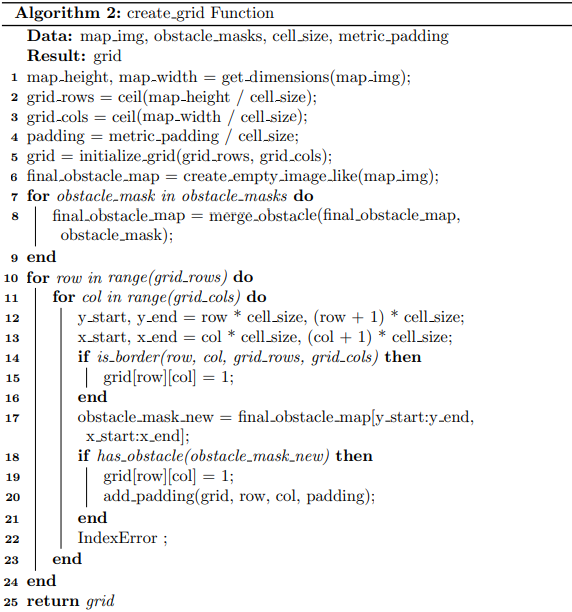 Algorithm 2: create_grid Function
Data: map_img, obstacle_masks, cell_size, metric_padding
Result: grid
1 map_height, map_width = get_dimensions(map_img);
2 grid_rows = ceil(map_height / cell_size);
3 grid_cols = ceil(map_width / cell_size);
4 padding = metric_padding / cell_size;
5 grid = initialize_grid(grid_rows, grid_cols);
6 final_obstacle_map = create_empty_image_like(map_img);
7 for obstacle_mask in obstacle_masks do
8 final_obstacle_map = merge_obstacle(final_obstacle_map,
obstacle_mask);
9 end
10 for row in range(grid_rows) do
11 for col in range(grid_cols) do
12 y_start, y_end = row * cell_size, (row + 1) * cell_size;
13 x_start, x_end = col * cell_size, (col + 1) * cell_size;
14 if is_border(row, col, grid_rows, grid_cols) then
15 grid[row][col] = 1;
16 end
17 obstacle_mask_new = final_obstacle_map[y_start:y_end,
x_start:x_end];
18 if has_obstacle(obstacle_mask_new) then
19 grid[row][col] = 1;
20 add_padding(grid, row, col, padding);
21 end
22 IndexError ;
23 end
24 end
25 return grid